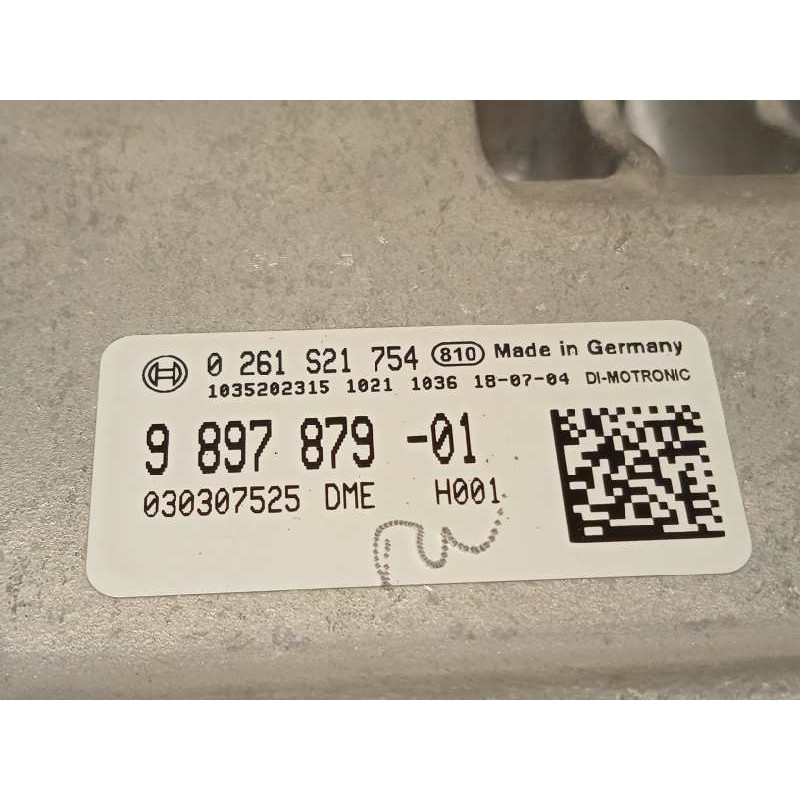 0 261 S21 754 810 Made in Germany
1035202315 1021 1036 18-07-04 DI-MOTRONIC
9 897 879 -01
030307525 DME H001